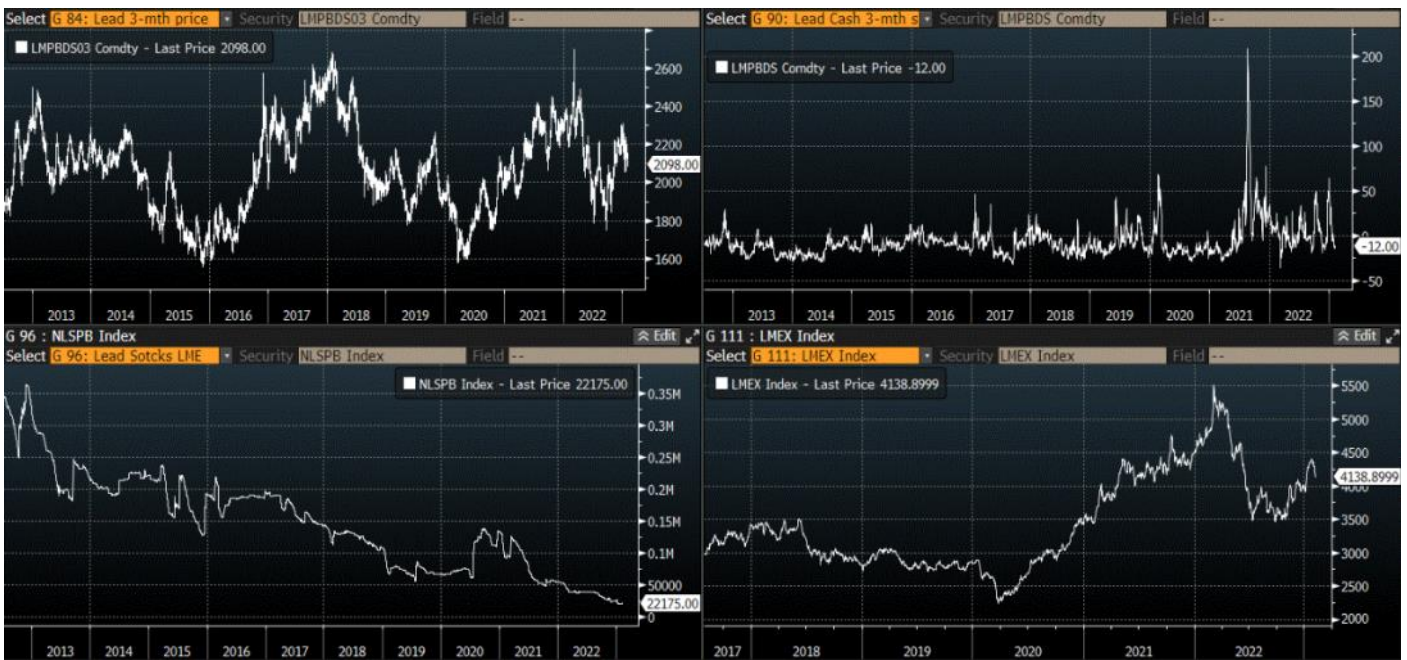 Select G 84: Lead 3-mth price Security LMPBDS03 Comdty Field --
LMPBDS03 Comdty - Last Price 2098.00
2600
2400
2200
2098.00
2000
1800
1600
2013 2014 2015 2016 2017 2018 2019 2020 2021 2022
Select G 90: Lead Cash 3-mth s Security LMPBDS Comdty Field --
LMPBDS Comdty - Last Price -12.00
200
150
100
50
0
-12.00
-50
2013 2014 2015 2016 2017 2018 2019 2020 2021 2022
G 96 : NLSPB Index Edit
Select G 96: Lead Sotcks LME Security NLSPB Index Field --
NLSPB Index - Last Price 22175.00
0.35M
0.3M
0.25M
0.2M
0.15M
0.1M
50000
22175.00
0
2013 2014 2015 2016 2017 2018 2019 2020 2021 2022
G 111 : LMEX Index Edit
Select G 111: LMEX Index Security LMEX Index Field --
LMEX Index - Last Price 4138.8999
5500
5000
4500
4138.8999
4000
3500
3000
2500
2000
2017 2018 2019 2020 2021 2022